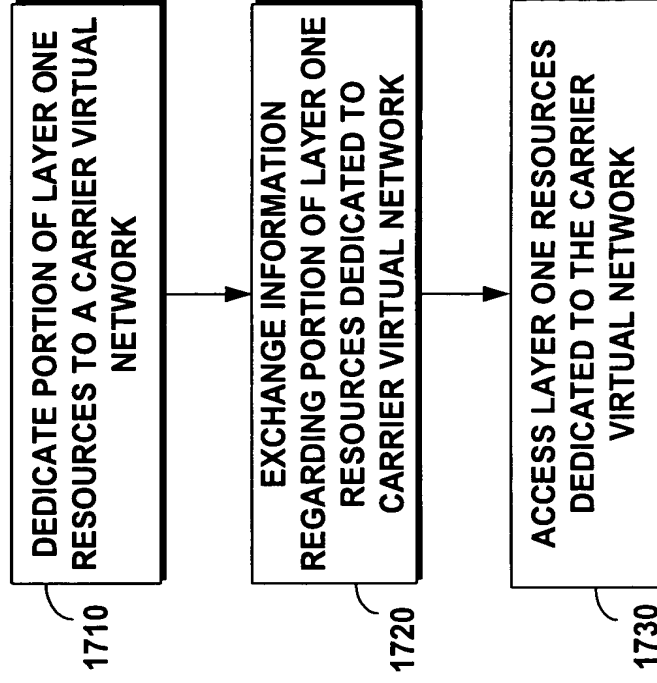 DEDICATE PORTION OF LAYER ONE
RESOURCES TO A CARRIER VIRTUAL
NETWORK
1710
EXCHANGE INFORMATION
REGARDING PORTION OF LAYER ONE
RESOURCES DEDICATED TO
CARRIER VIRTUAL NETWORK
1720
ACCESS LAYER ONE RESOURCES
DEDICATED TO THE CARRIER
VIRTUAL NETWORK
1730